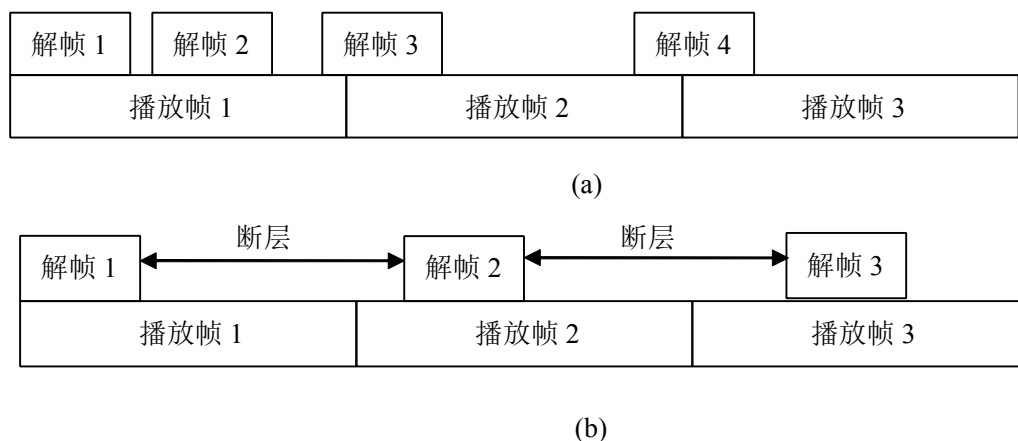 解帧 1 解帧 2 解帧 3 解帧 4
播放帧 1 播放帧 2 播放帧 3
(a)
断层 断层
解帧 1 解帧 2 解帧 3
播放帧 1 播放帧 2 播放帧 3
(b)